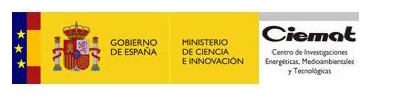 GOBIERNO
DE ESPAÑA
MINISTERIO
DE CIENCIA
E INNOVACIÓN
Ciemat
Centro de Investigaciones
Energéticas, Medioambientales
y Tecnológicas